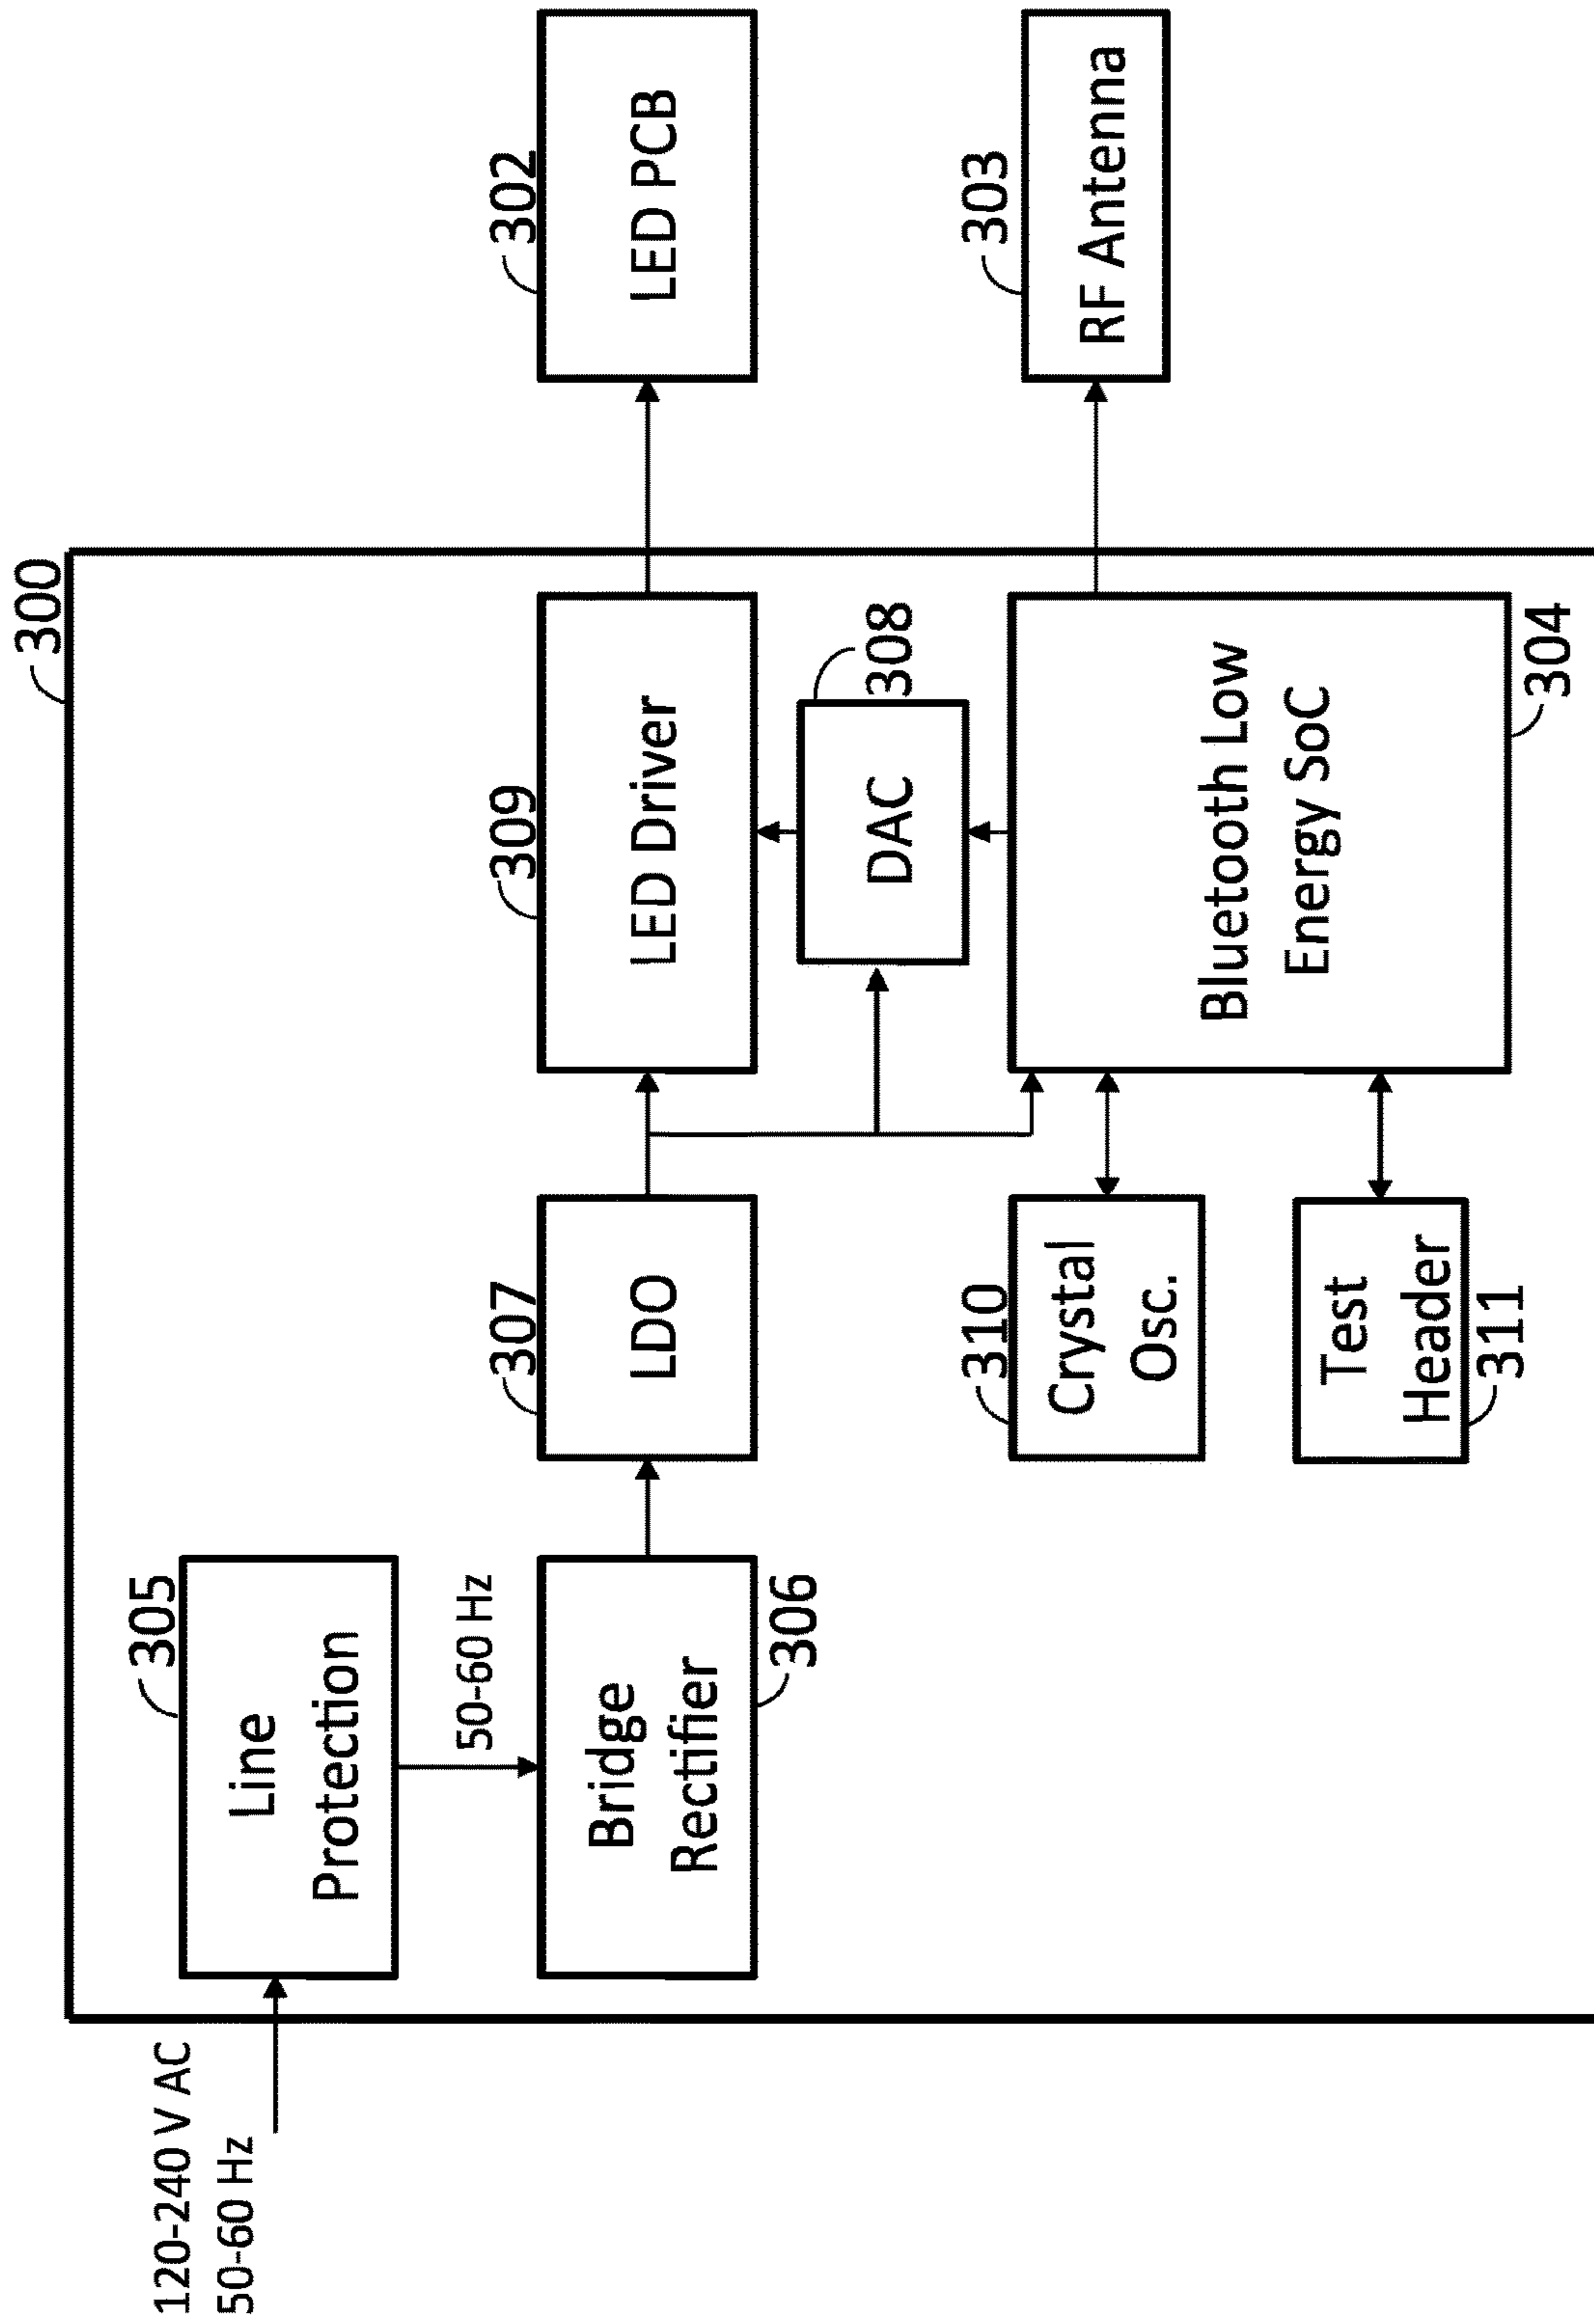 300
120-240 V AC
50-60 Hz
305
Line
Protection
50-60 Hz
Bridge
Rectifier
306
307
LDO
309
LED Driver
302
LED PCB
DAC
308
310
Crystal
Osc.
Test
Header
311
Bluetooth Low
Energy SoC
304
303
RF Antenna